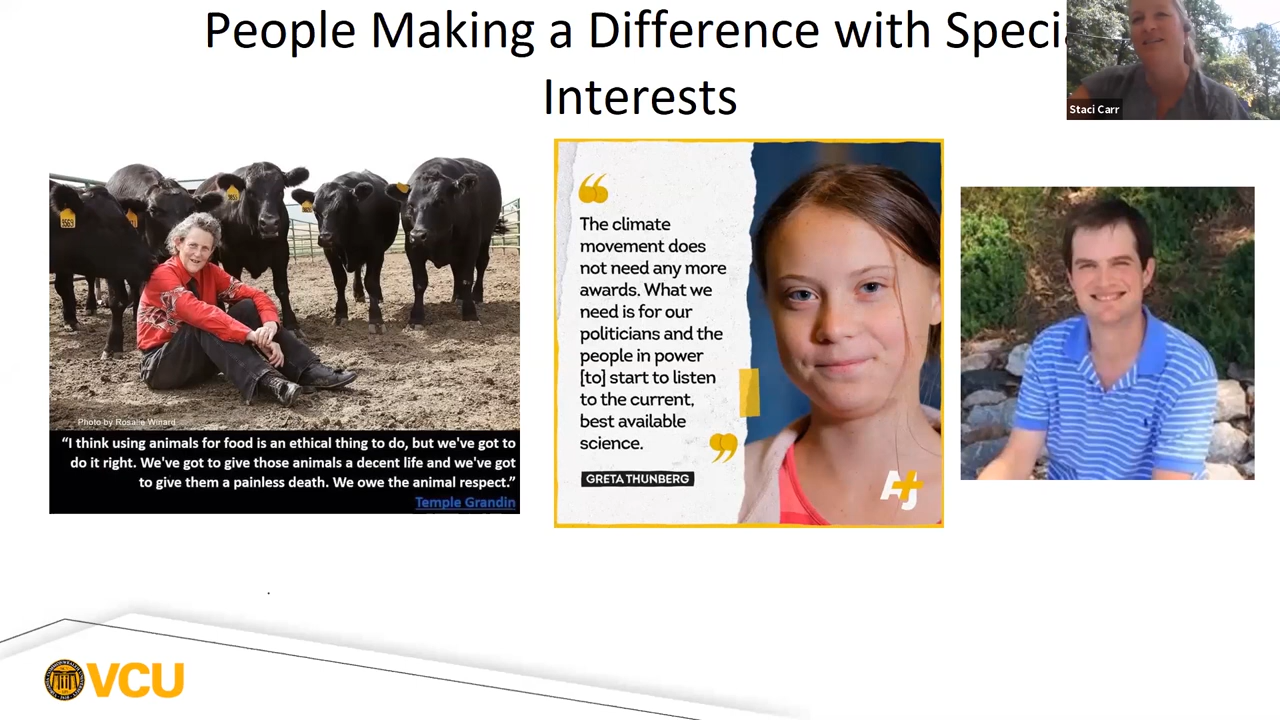 People Making a Difference with Speci
Interests
Staci Carr
Photo by Rosalie Winard
“I think using animals for food is an ethical thing to do, but we've got to
do it right. We've got to give those animals a decent life and we've got
to give them a painless death. We owe the animal respect.”
Temple Grandin
“
The climate
movement does
not need any more
awards. What we
need is for our
politicians and the
people in power
[to] start to listen
to the current,
best available
science.
”
GRETA THUNBERG
AJ+
VCU